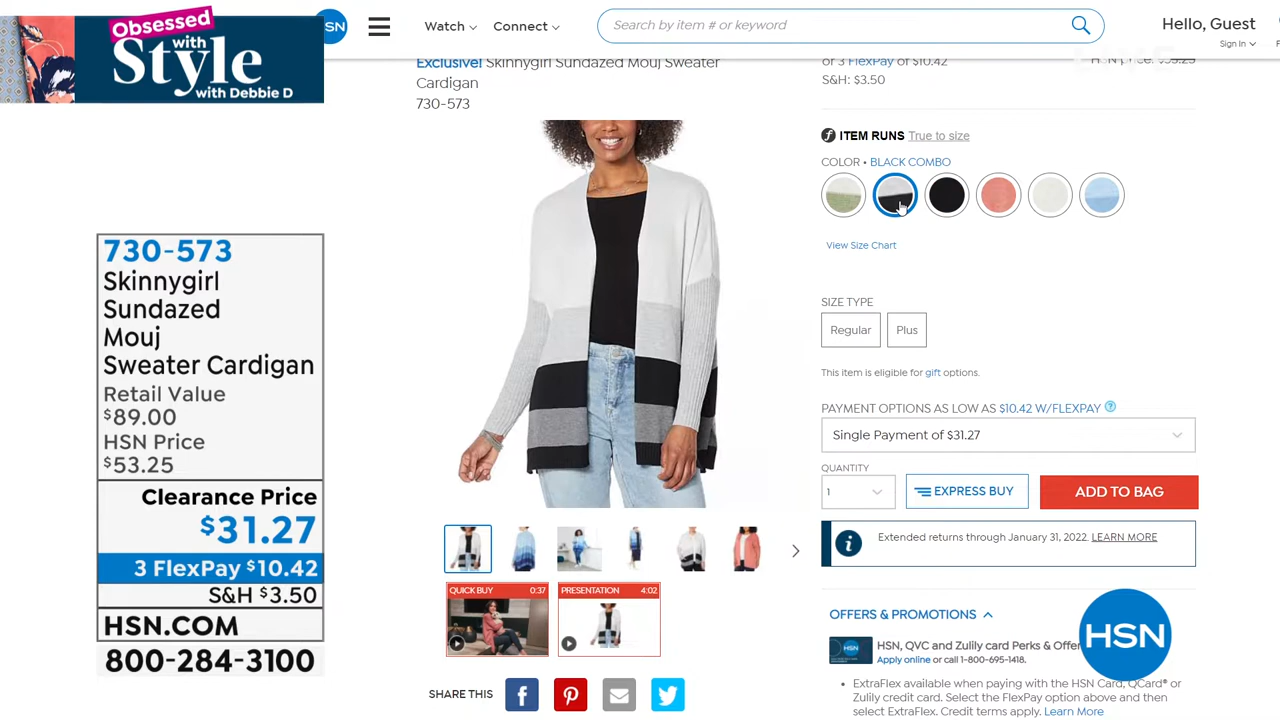 Obsessed
with
Style
with Debbie D
SN
Watch
Connect
Search by item # or keyword
Hello, Guest
Sign In
Exclusive! Skinnygirl Sundazed Mouj Sweater
Cardigan
730-573
or 3 FlexPay of $10.42
HSN price: $53.25
S&H: $3.50
ITEM RUNS True to size
COLOR • BLACK COMBO
View Size Chart
SIZE TYPE
Regular
Plus
This item is eligible for gift options.
PAYMENT OPTIONS AS LOW AS $10.42 W/FLEXPAY ?
Single Payment of $31.27
QUANTITY
1
EXPRESS BUY
ADD TO BAG
Extended returns through January 31, 2022. LEARN MORE
OFFERS & PROMOTIONS
HSN
HSN, QVC and Zulily card Perks & Offer
Apply online or call 1-800-695-1418.
• ExtraFlex available when paying with the HSN Card, QCard® or
Zulily credit card. Select the FlexPay option above and then
select ExtraFlex. Credit terms apply. Learn More
HSN
730-573
Skinnygirl
Sundazed
Mouj
Sweater Cardigan
Retail Value
$89.00
HSN Price
$53.25
Clearance Price
$31.27
3 FlexPay $10.42
S&H $3.50
HSN.COM
800-284-3100
QUICK BUY 0:37
PRESENTATION 4:02
SHARE THIS